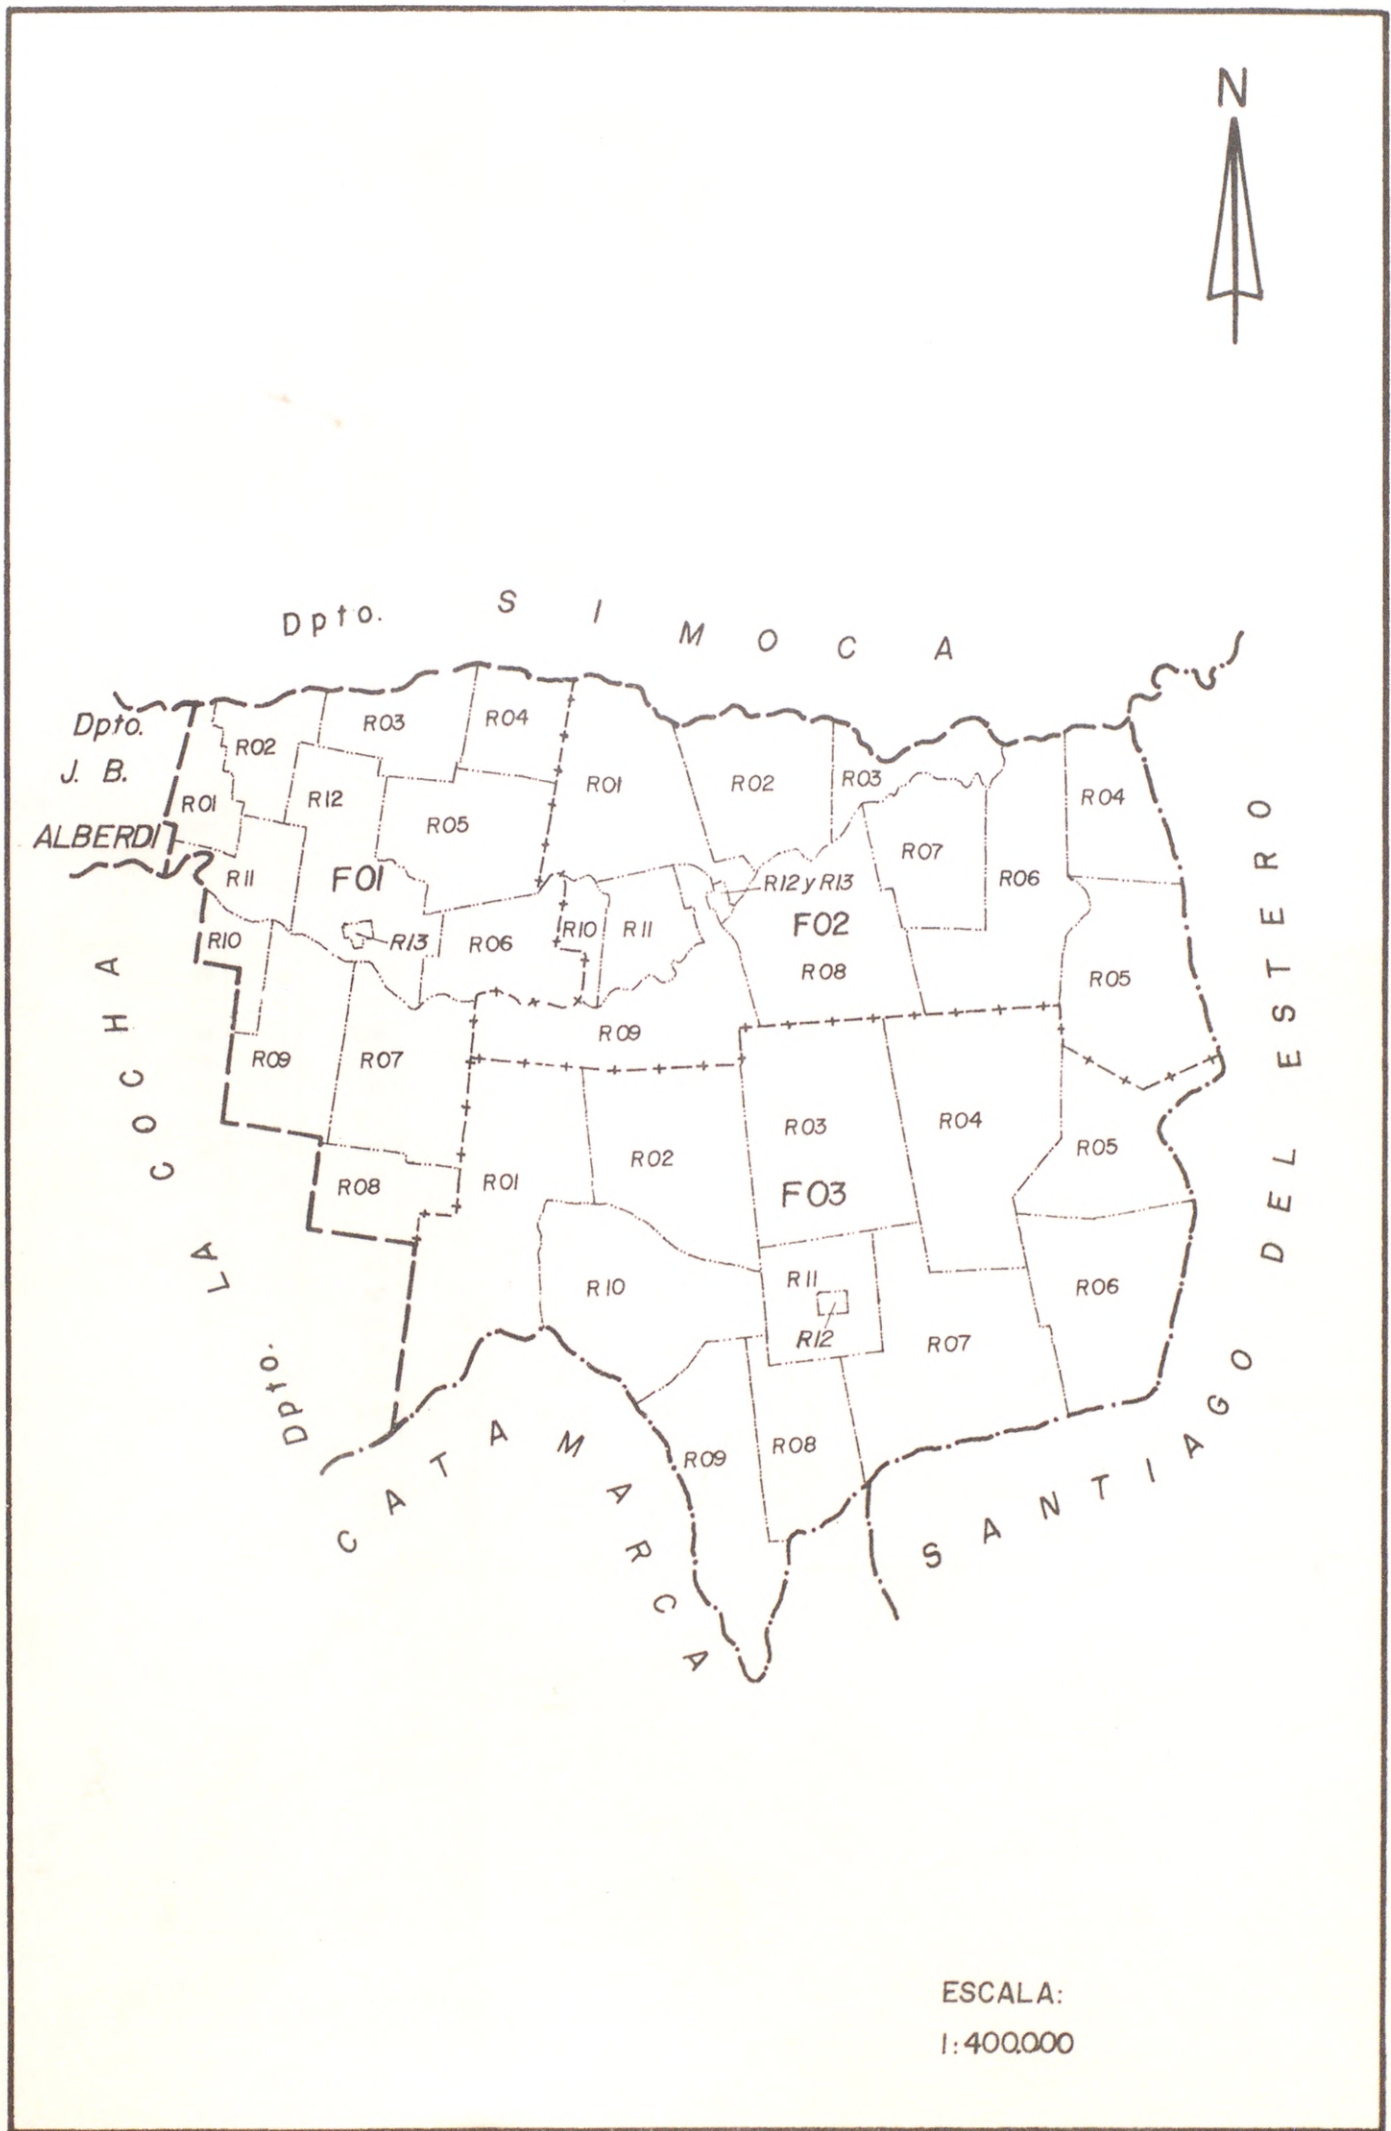 N
Dpto. SIMOCA
Dpto.
J. B.
ALBERDI
R03
R04
R02
R01
R12
R05
R11
F01
R13
R10
R06
R09
R07
R08
R01
R02
R03
R04
R07
R06
R12 y R13
F02
R10
R11
R08
R05
R09
R03
R04
R02
R05
R01
F03
R10
R11
R06
R12
R07
R09
R08
Dpto. LA COCHA
CATAMARCA
SANTIAGO DEL ESTERO
ESCALA:
1:400.000